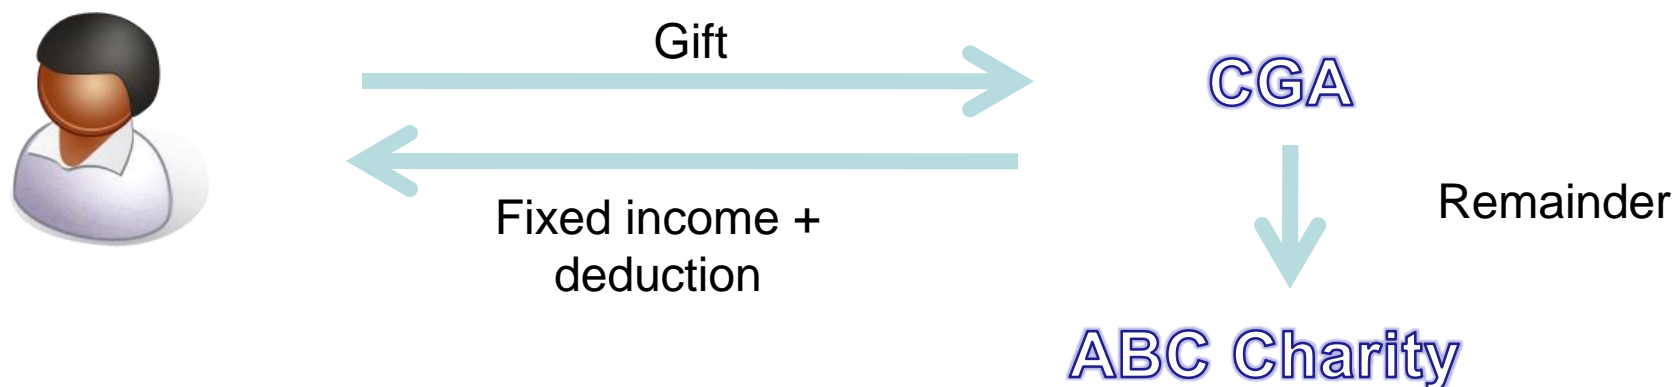 Gift
CGA
Fixed income +
deduction
Remainder
ABC Charity